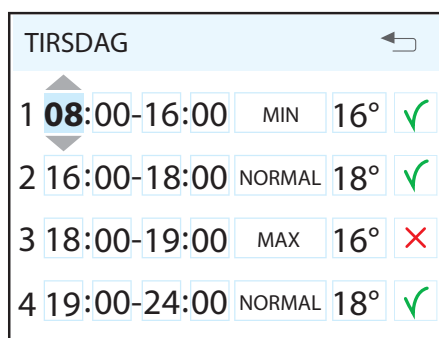 TIRSDAG
1 08:00-16:00 MIN 16°
2 16:00-18:00 NORMAL 18°
3 18:00-19:00 MAX 16°
4 19:00-24:00 NORMAL 18°